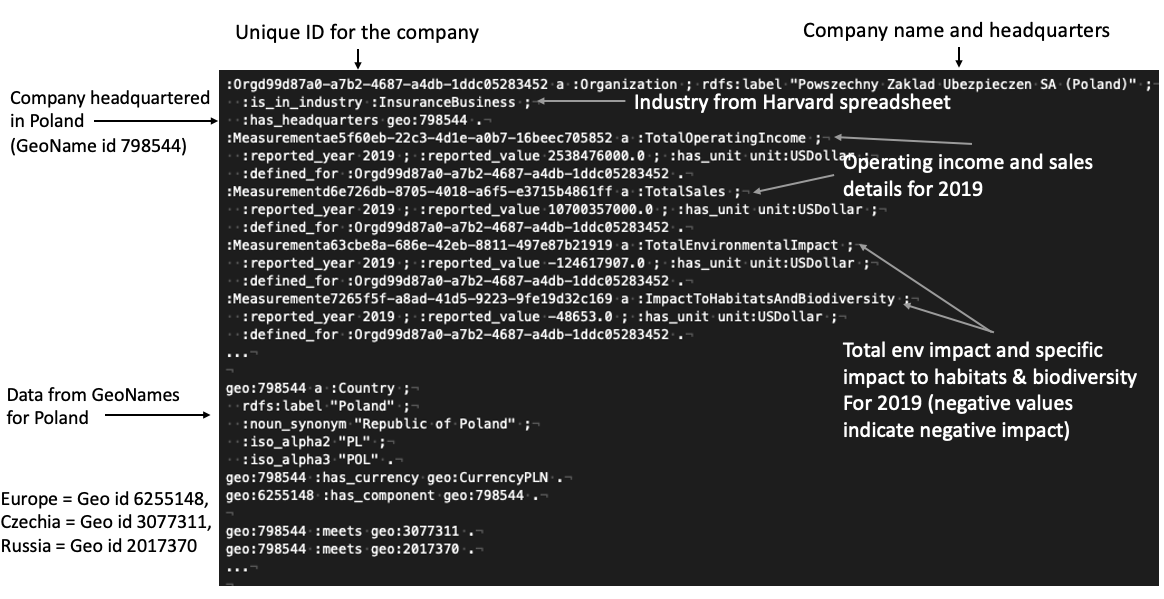 Unique ID for the company
Company name and headquarters
:Orgd99d87a0-a7b2-4687-a4db-1ddc05283452 a :Organization ; rdfs:label "Powszechny Zaklad Ubezpieczen SA (Poland)" ;
:is_in_industry :InsuranceBusiness ;
Industry from Harvard spreadsheet
:has_headquarters geo:798544 .
Company headquartered
in Poland
(GeoName id 798544)
:Measurementae5f60eb-22c3-4d1e-a0b7-16beec705852 a :TotalOperatingIncome ;
:reported_year 2019 ; :reported_value 2538476000.0 ; :has_unit unit:USDollar ;
:defined_for :Orgd99d87a0-a7b2-4687-a4db-1ddc05283452 .
Operating income and sales
details for 2019
:Measurementd6e726db-8705-4018-a6f5-e3715b4861ff a :TotalSales ;
:reported_year 2019 ; :reported_value 10700357000.0 ; :has_unit unit:USDollar ;
:defined_for :Orgd99d87a0-a7b2-4687-a4db-1ddc05283452 .
:Measurementa63cbe8a-686e-42eb-8811-497e87b21919 a :TotalEnvironmentalImpact ;
:reported_year 2019 ; :reported_value -124617907.0 ; :has_unit unit:USDollar ;
:defined_for :Orgd99d87a0-a7b2-4687-a4db-1ddc05283452 .
:Measuremente7265f5f-a8ad-41d5-9223-9fe19d32c169 a :ImpactToHabitatsAndBiodiversity ;
:reported_year 2019 ; :reported_value -48653.0 ; :has_unit unit:USDollar ;
:defined_for :Orgd99d87a0-a7b2-4687-a4db-1ddc05283452 .
...
Total env impact and specific
impact to habitats & biodiversity
For 2019 (negative values
indicate negative impact)
Data from GeoNames
for Poland
geo:798544 a :Country ;
rdfs:label "Poland" ;
:noun_synonym "Republic of Poland" ;
:iso_alpha2 "PL" ;
:iso_alpha3 "POL" .
geo:798544 :has_currency geo:CurrencyPLN .
geo:6255148 :has_component geo:798544 .
Europe = Geo id 6255148,
Czechia = Geo id 3077311,
Russia = Geo id 2017370
geo:798544 :meets geo:3077311 .
geo:798544 :meets geo:2017370 .
...